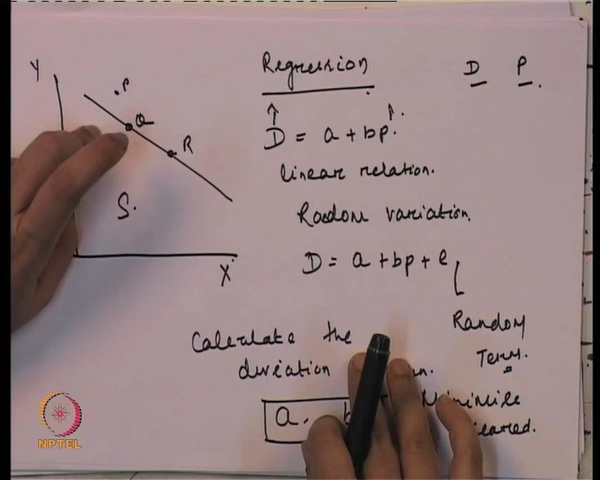 Regression
D P.
D = a + bp.
linear relation.
Random variation.
D = a + bp + e
Random
Term.
Calculate the
deviation
a. b
Minimise
Y
P
Q
R
S.
X
NPTEL